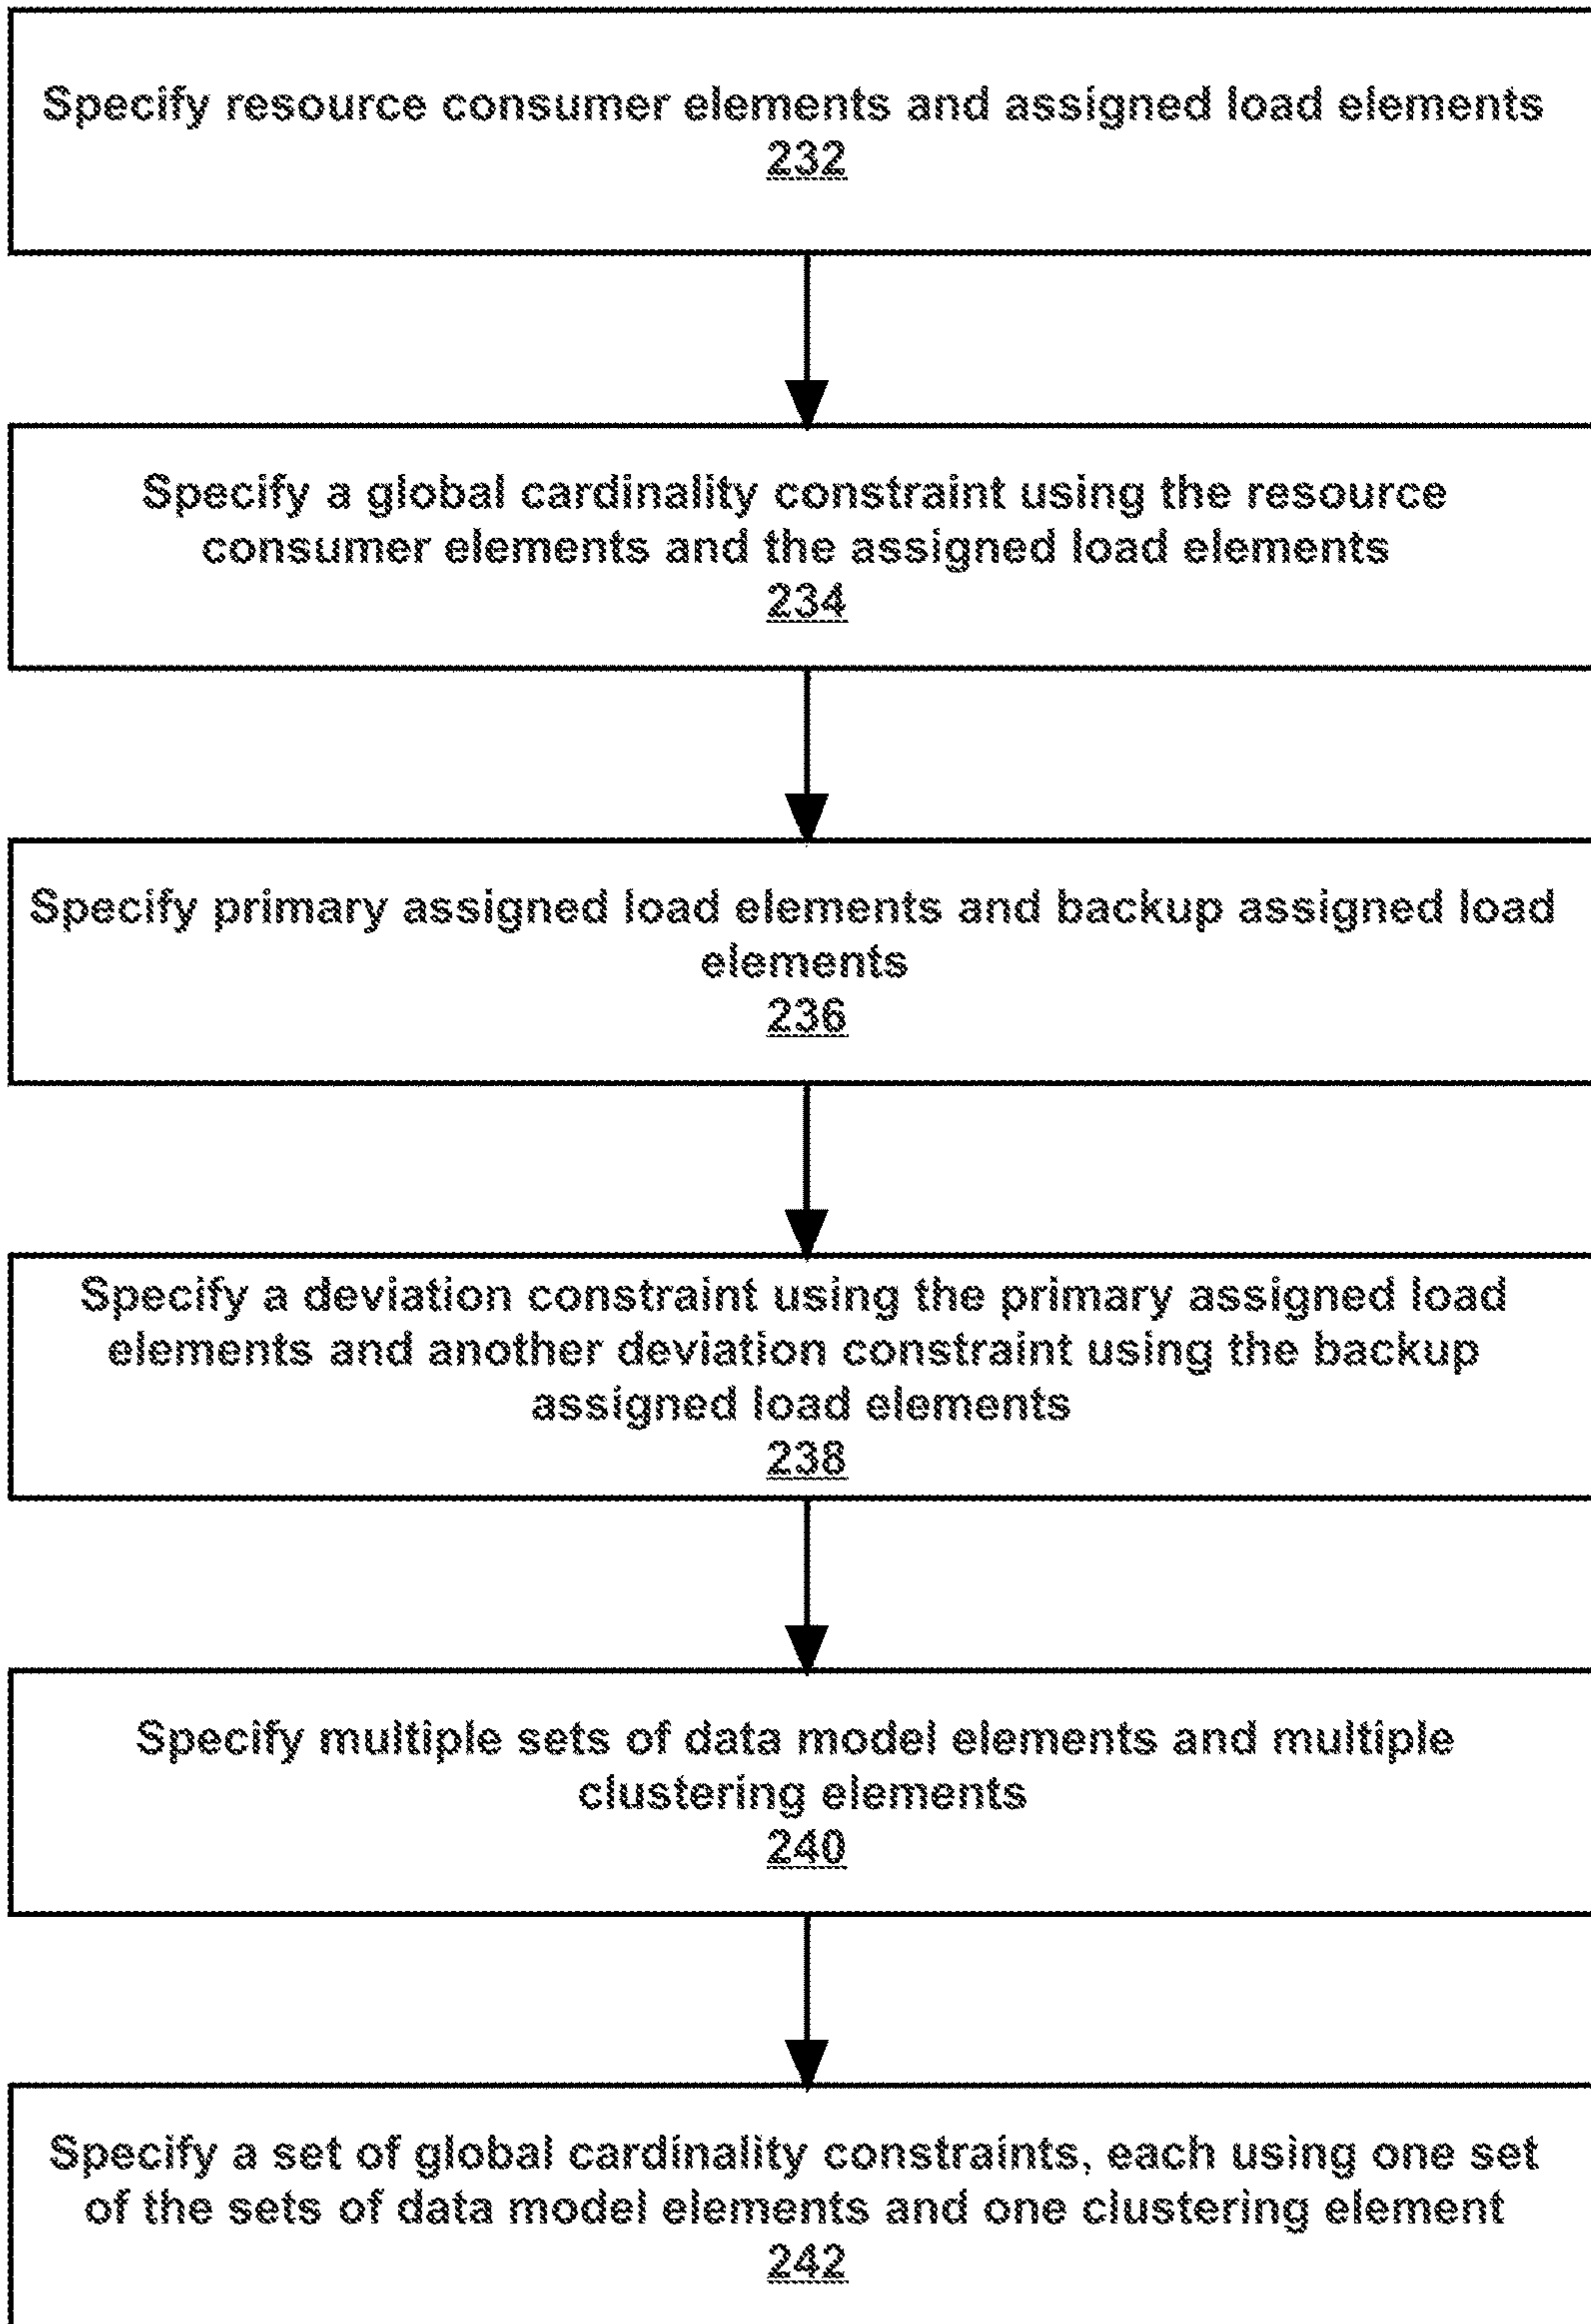 Specify resource consumer elements and assigned load elements
232
Specify a global cardinality constraint using the resource
consumer elements and the assigned load elements
234
Specify primary assigned load elements and backup assigned load
elements
236
Specify a deviation constraint using the primary assigned load
elements and another deviation constraint using the backup
assigned load elements
238
Specify multiple sets of data model elements and multiple
clustering elements
240
Specify a set of global cardinality constraints, each using one set
of the sets of data model elements and one clustering element
242